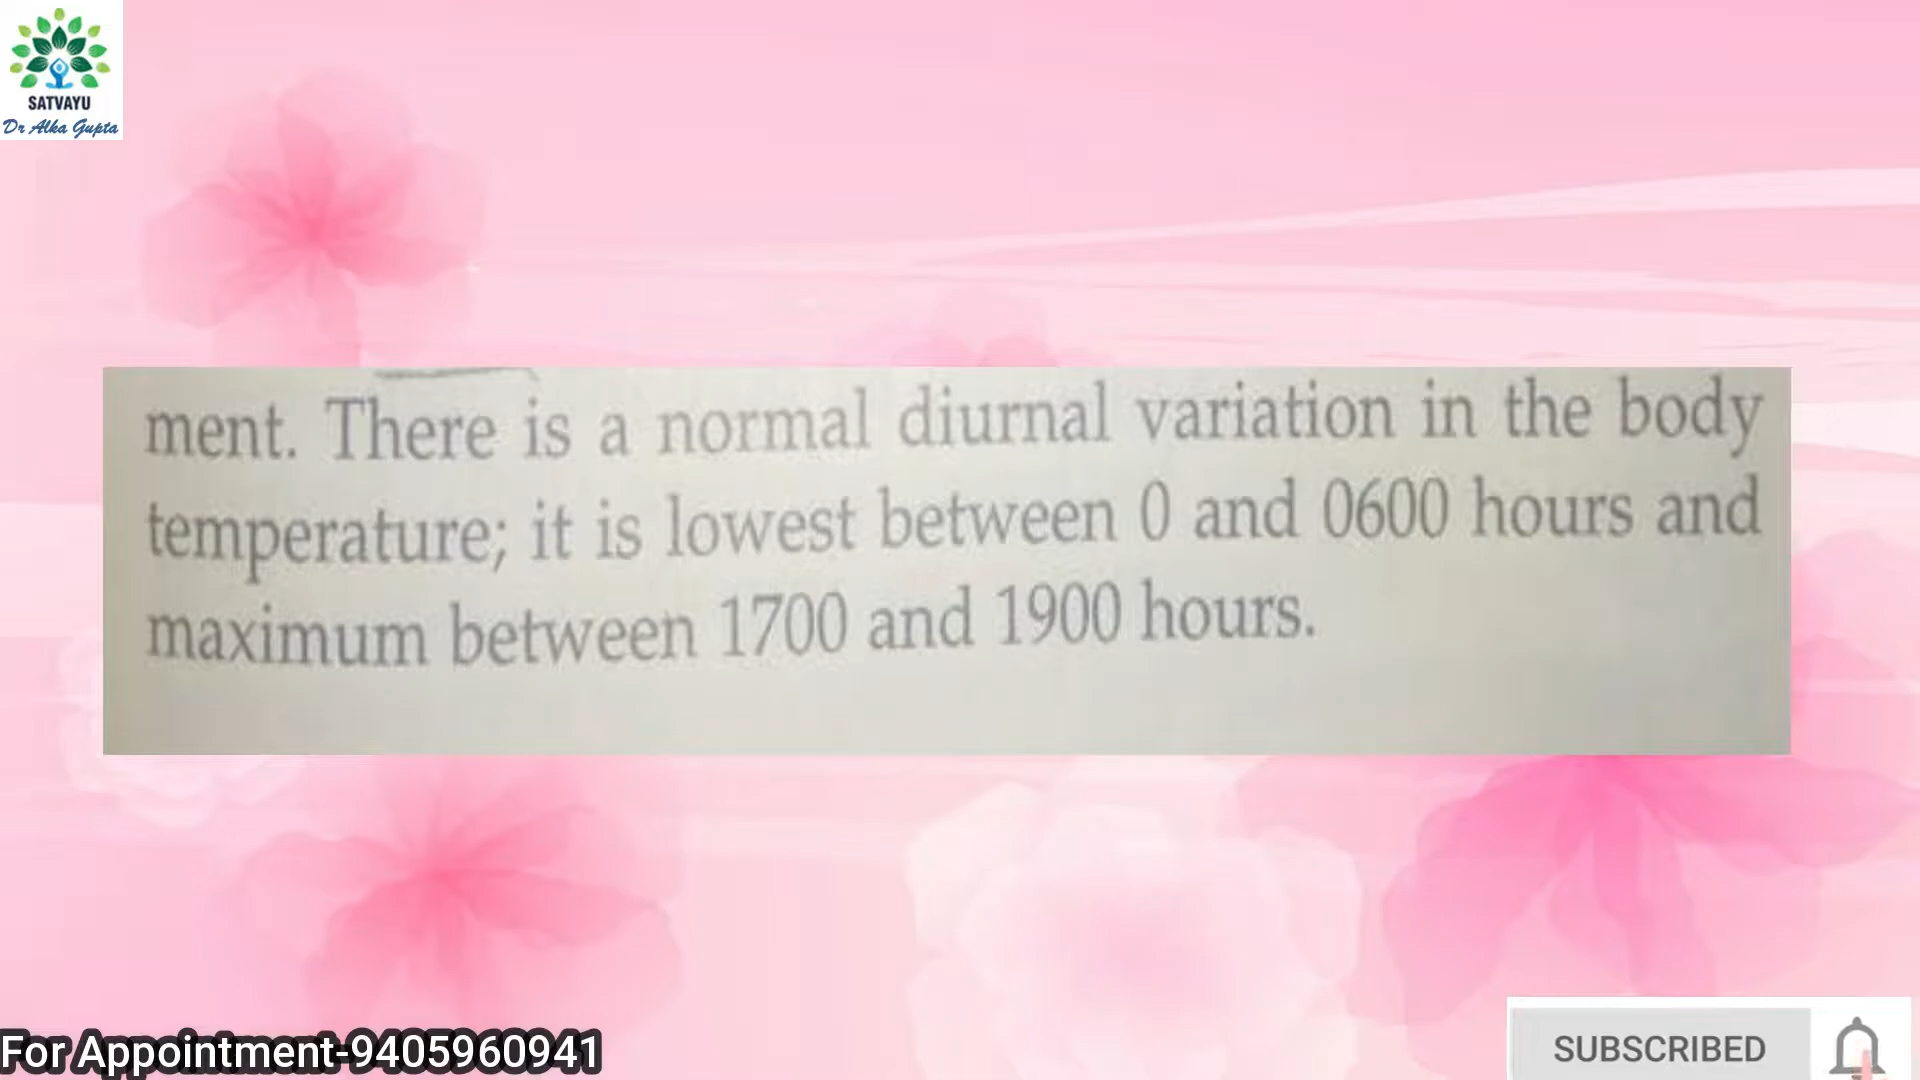 SATVAYU
Dr Alka Gupta
ment. There is a normal diurnal variation in the body
temperature; it is lowest between 0 and 0600 hours and
maximum between 1700 and 1900 hours.
For Appointment-9405960941
SUBSCRIBED